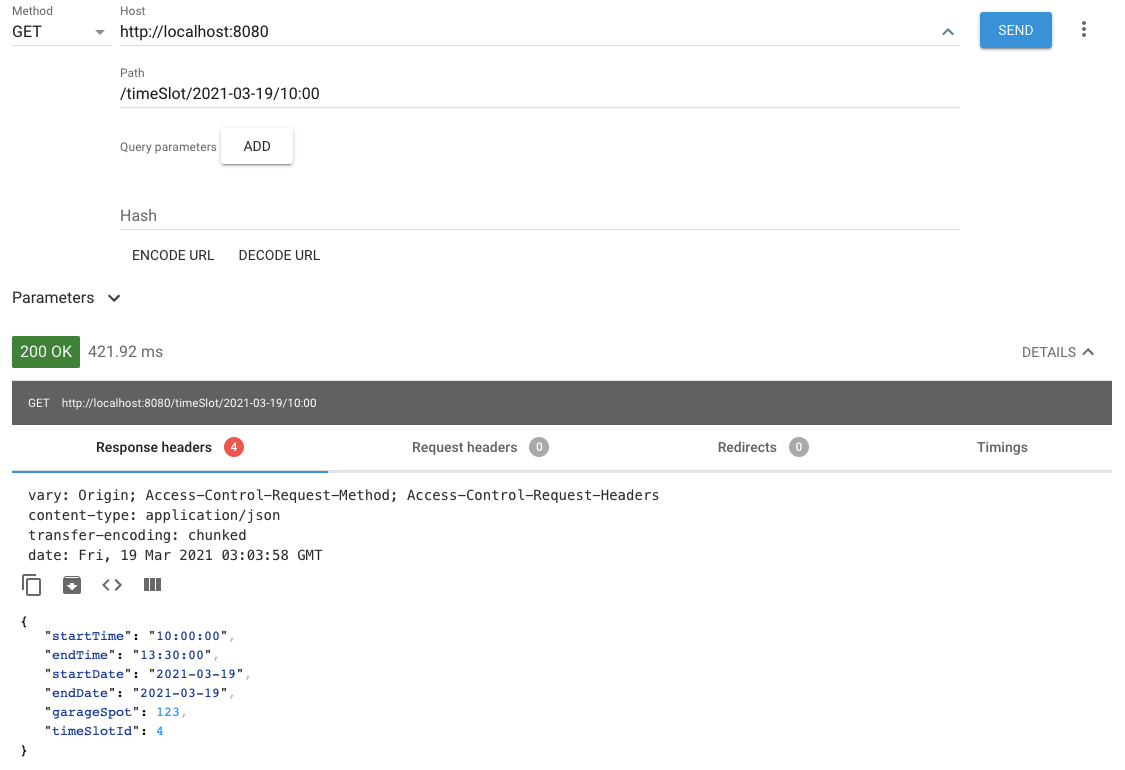 Method
GET
Host
http://localhost:8080
SEND
Path
/timeSlot/2021-03-19/10:00
Query parameters
ADD
Hash
ENCODE URL
DECODE URL
Parameters
200 OK
421.92 ms
DETAILS
GET http://localhost:8080/timeSlot/2021-03-19/10:00
Response headers 4
Request headers 0
Redirects 0
Timings
vary: Origin; Access-Control-Request-Method; Access-Control-Request-Headers
content-type: application/json
transfer-encoding: chunked
date: Fri, 19 Mar 2021 03:03:58 GMT
{
"startTime": "10:00:00",
"endTime": "13:30:00",
"startDate": "2021-03-19",
"endDate": "2021-03-19",
"garageSpot": 123,
"timeSlotId": 4
}